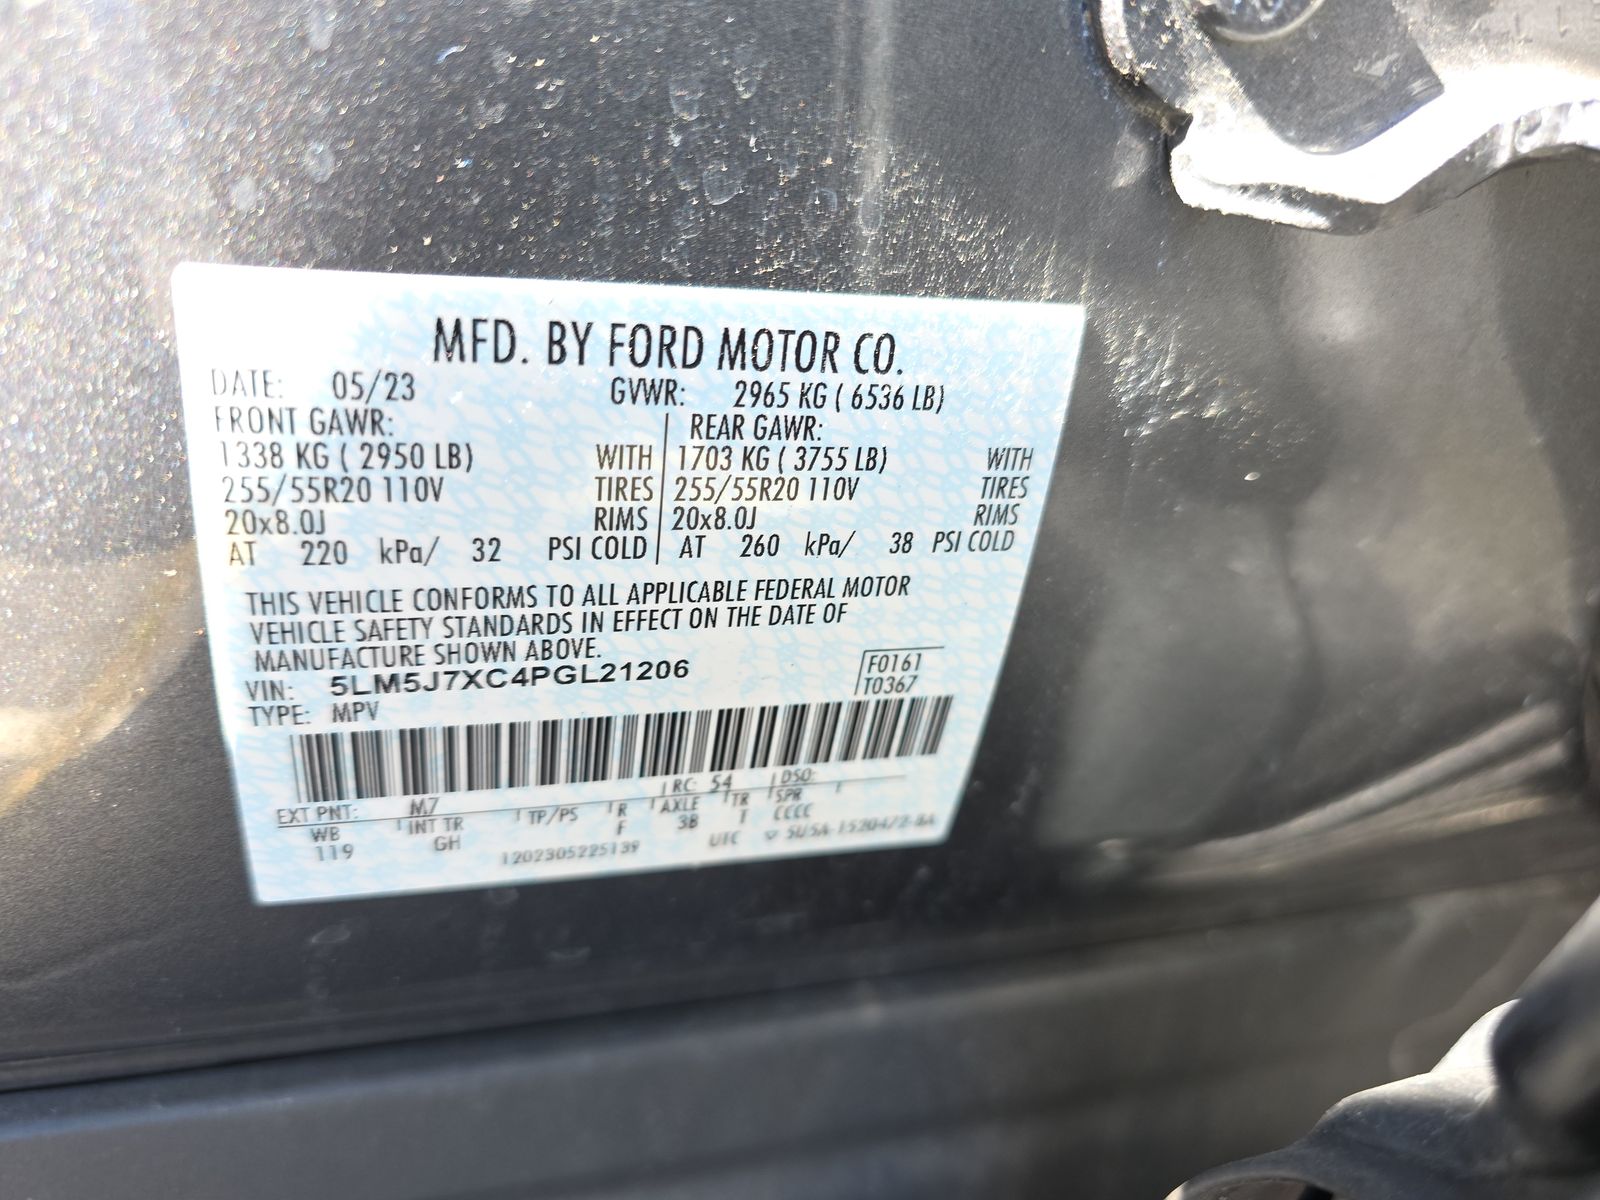 MFD. BY FORD MOTOR CO.
DATE: 05/23 GVWR: 2965 KG ( 6536 LB)
FRONT GAWR: REAR GAWR:
1338 KG ( 2950 LB) WITH 1703 KG ( 3755 LB) WITH
255/55R20 110V TIRES 255/55R20 110V TIRES
20x8.0J RIMS 20x8.0J RIMS
AT 220 kPa/ 32 PSI COLD AT 260 kPa/ 38 PSI COLD
THIS VEHICLE CONFORMS TO ALL APPLICABLE FEDERAL MOTOR
VEHICLE SAFETY STANDARDS IN EFFECT ON THE DATE OF
MANUFACTURE SHOWN ABOVE.
VIN: 5LM5J7XC4PGL21206 F0161
TYPE: MPV T0367
EXT PNT: M7 RC: 54 DSO:
WB INT TR TP/PS R AXLE TR SPR
119 GH F 3B T CCCC
1202305225139 UTC 5U5A-1520472-BA